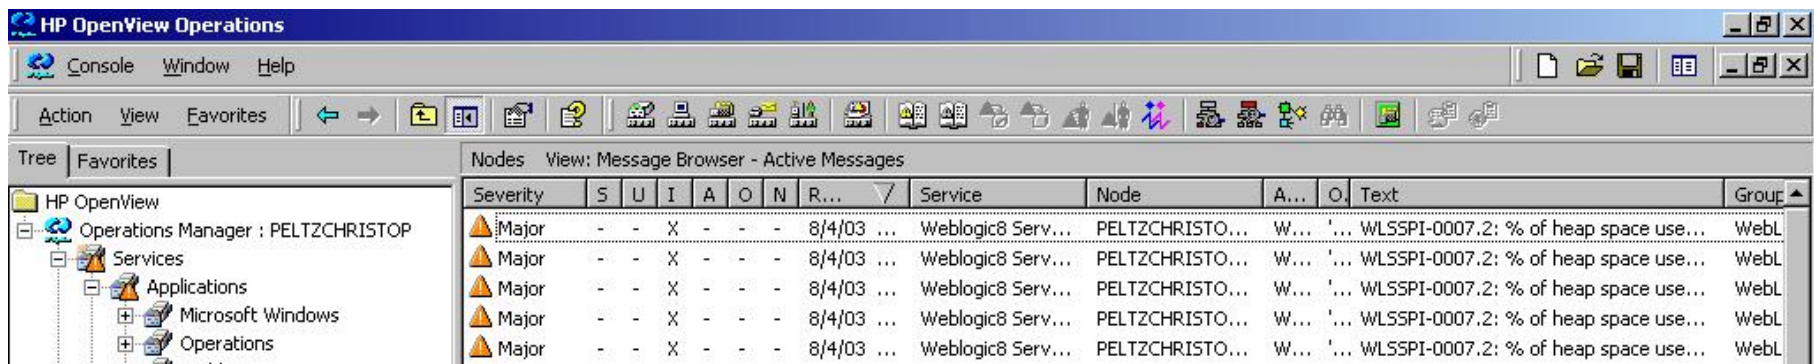 HP OpenView Operations
Console Window Help
Action View Favorites
Tree Favorites
Nodes View: Message Browser - Active Messages
Severity S U I A O N R... Service Node A... O. Text Group
HP OpenView
Operations Manager : PELTZCHRISTOP
Services
Applications
Microsoft Windows
Operations
Major - - X - - - 8/4/03 ... Weblogic8 Serv... PELTZCHRISTO... W... '... WLSSPI-0007.2: % of heap space use... WebL
Major - - X - - - 8/4/03 ... Weblogic8 Serv... PELTZCHRISTO... W... '... WLSSPI-0007.2: % of heap space use... WebL
Major - - X - - - 8/4/03 ... Weblogic8 Serv... PELTZCHRISTO... W... '... WLSSPI-0007.2: % of heap space use... WebL
Major - - X - - - 8/4/03 ... Weblogic8 Serv... PELTZCHRISTO... W... '... WLSSPI-0007.2: % of heap space use... WebL
Major - - X - - - 8/4/03 ... Weblogic8 Serv... PELTZCHRISTO... W... '... WLSSPI-0007.2: % of heap space use... WebL